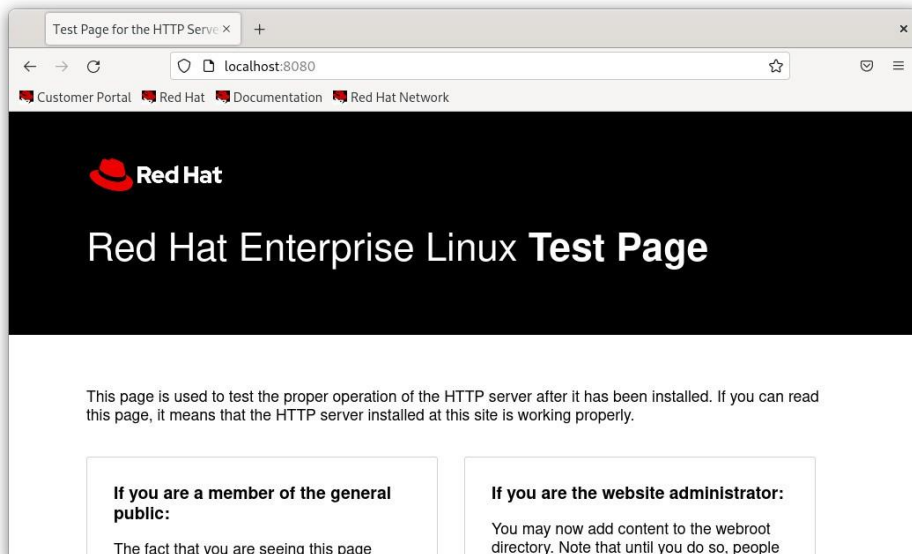 Test Page for the HTTP Serve
localhost:8080
Customer Portal Red Hat Documentation Red Hat Network
Red Hat
Red Hat Enterprise Linux Test Page
This page is used to test the proper operation of the HTTP server after it has been installed. If you can read
this page, it means that the HTTP server installed at this site is working properly.
If you are a member of the general
public:
The fact that you are seeing this page
If you are the website administrator:
You may now add content to the webroot
directory. Note that until you do so, people